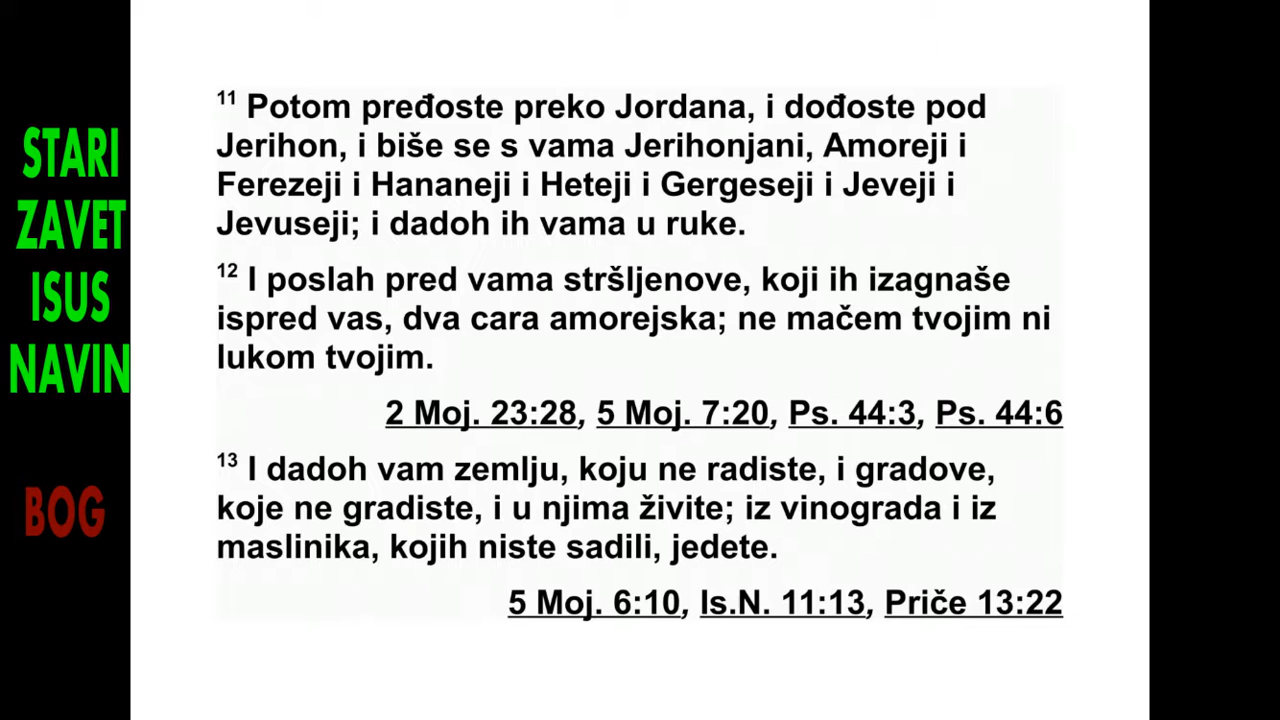 STARI
ZAVET
ISUS
NAVIN
BOG
11 Potom pređoste preko Jordana, i dođoste pod
Jerihon, i biše se s vama Jerihonjani, Amoreji i
Ferezeji i Hananeji i Heteji i Gergeseji i Jeveji i
Jevuseji; i dadoh ih vama u ruke.
12 I poslah pred vama stršljenove, koji ih izagnaše
ispred vas, dva cara amorejska; ne mačem tvojim ni
lukom tvojim.
2 Moj. 23:28, 5 Moj. 7:20, Ps. 44:3, Ps. 44:6
13 I dadoh vam zemlju, koju ne radiste, i gradove,
koje ne gradiste, i u njima živite; iz vinograda i iz
maslinika, kojih niste sadili, jedete.
5 Moj. 6:10, Is.N. 11:13, Priče 13:22